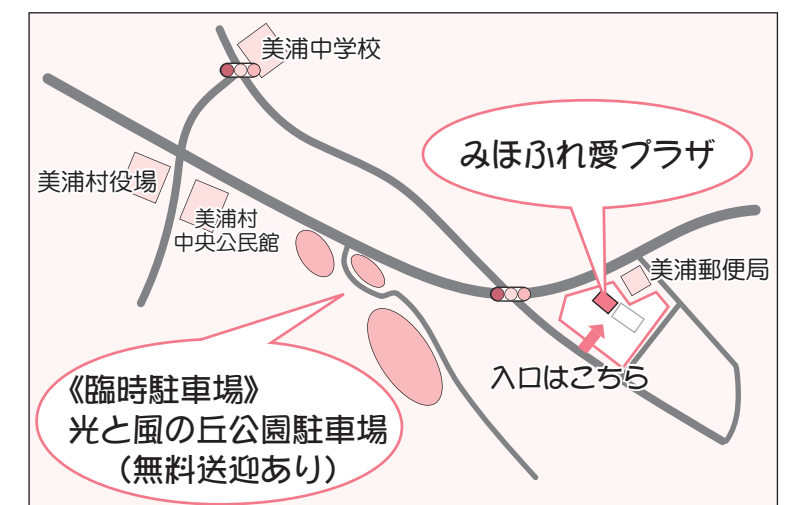 美浦中学校
みほふれ愛プラザ
美浦村役場
美浦村
中央公民館
美浦郵便局
入口はこちら
《臨時駐車場》
光と風の丘公園駐車場
（無料送迎あり）